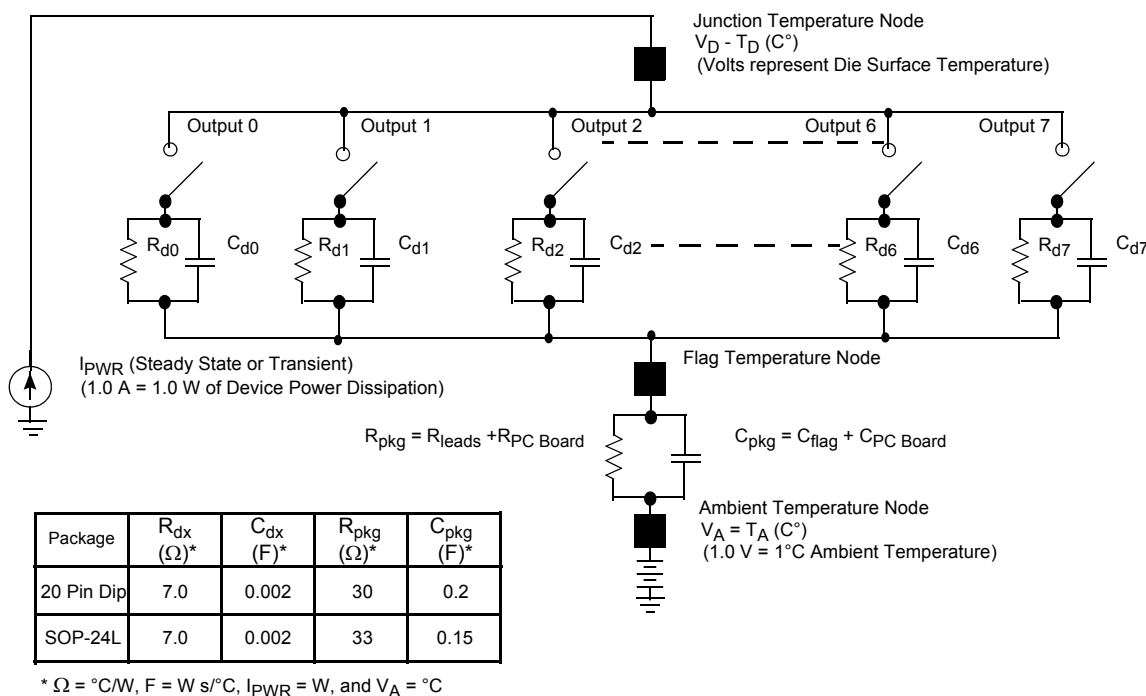 Junction Temperature Node
V_D - T_D (C°)
(Volts represent Die Surface Temperature)
Output 0
Output 1
Output 2
Output 6
Output 7
R_d0
C_d0
R_d1
C_d1
R_d2
C_d2
R_d6
C_d6
R_d7
C_d7
I_PWR (Steady State or Transient)
(1.0 A = 1.0 W of Device Power Dissipation)
Flag Temperature Node
R_pkg = R_leads +R_PC Board
C_pkg = C_flag + C_PC Board
Ambient Temperature Node
V_A = T_A (C°)
(1.0 V = 1°C Ambient Temperature)
Package R_dx (Ω)* C_dx (F)* R_pkg (Ω)* C_pkg (F)*
20 Pin Dip 7.0 0.002 30 0.2
SOP-24L 7.0 0.002 33 0.15
* Ω = °C/W, F = W s/°C, I_PWR = W, and V_A = °C